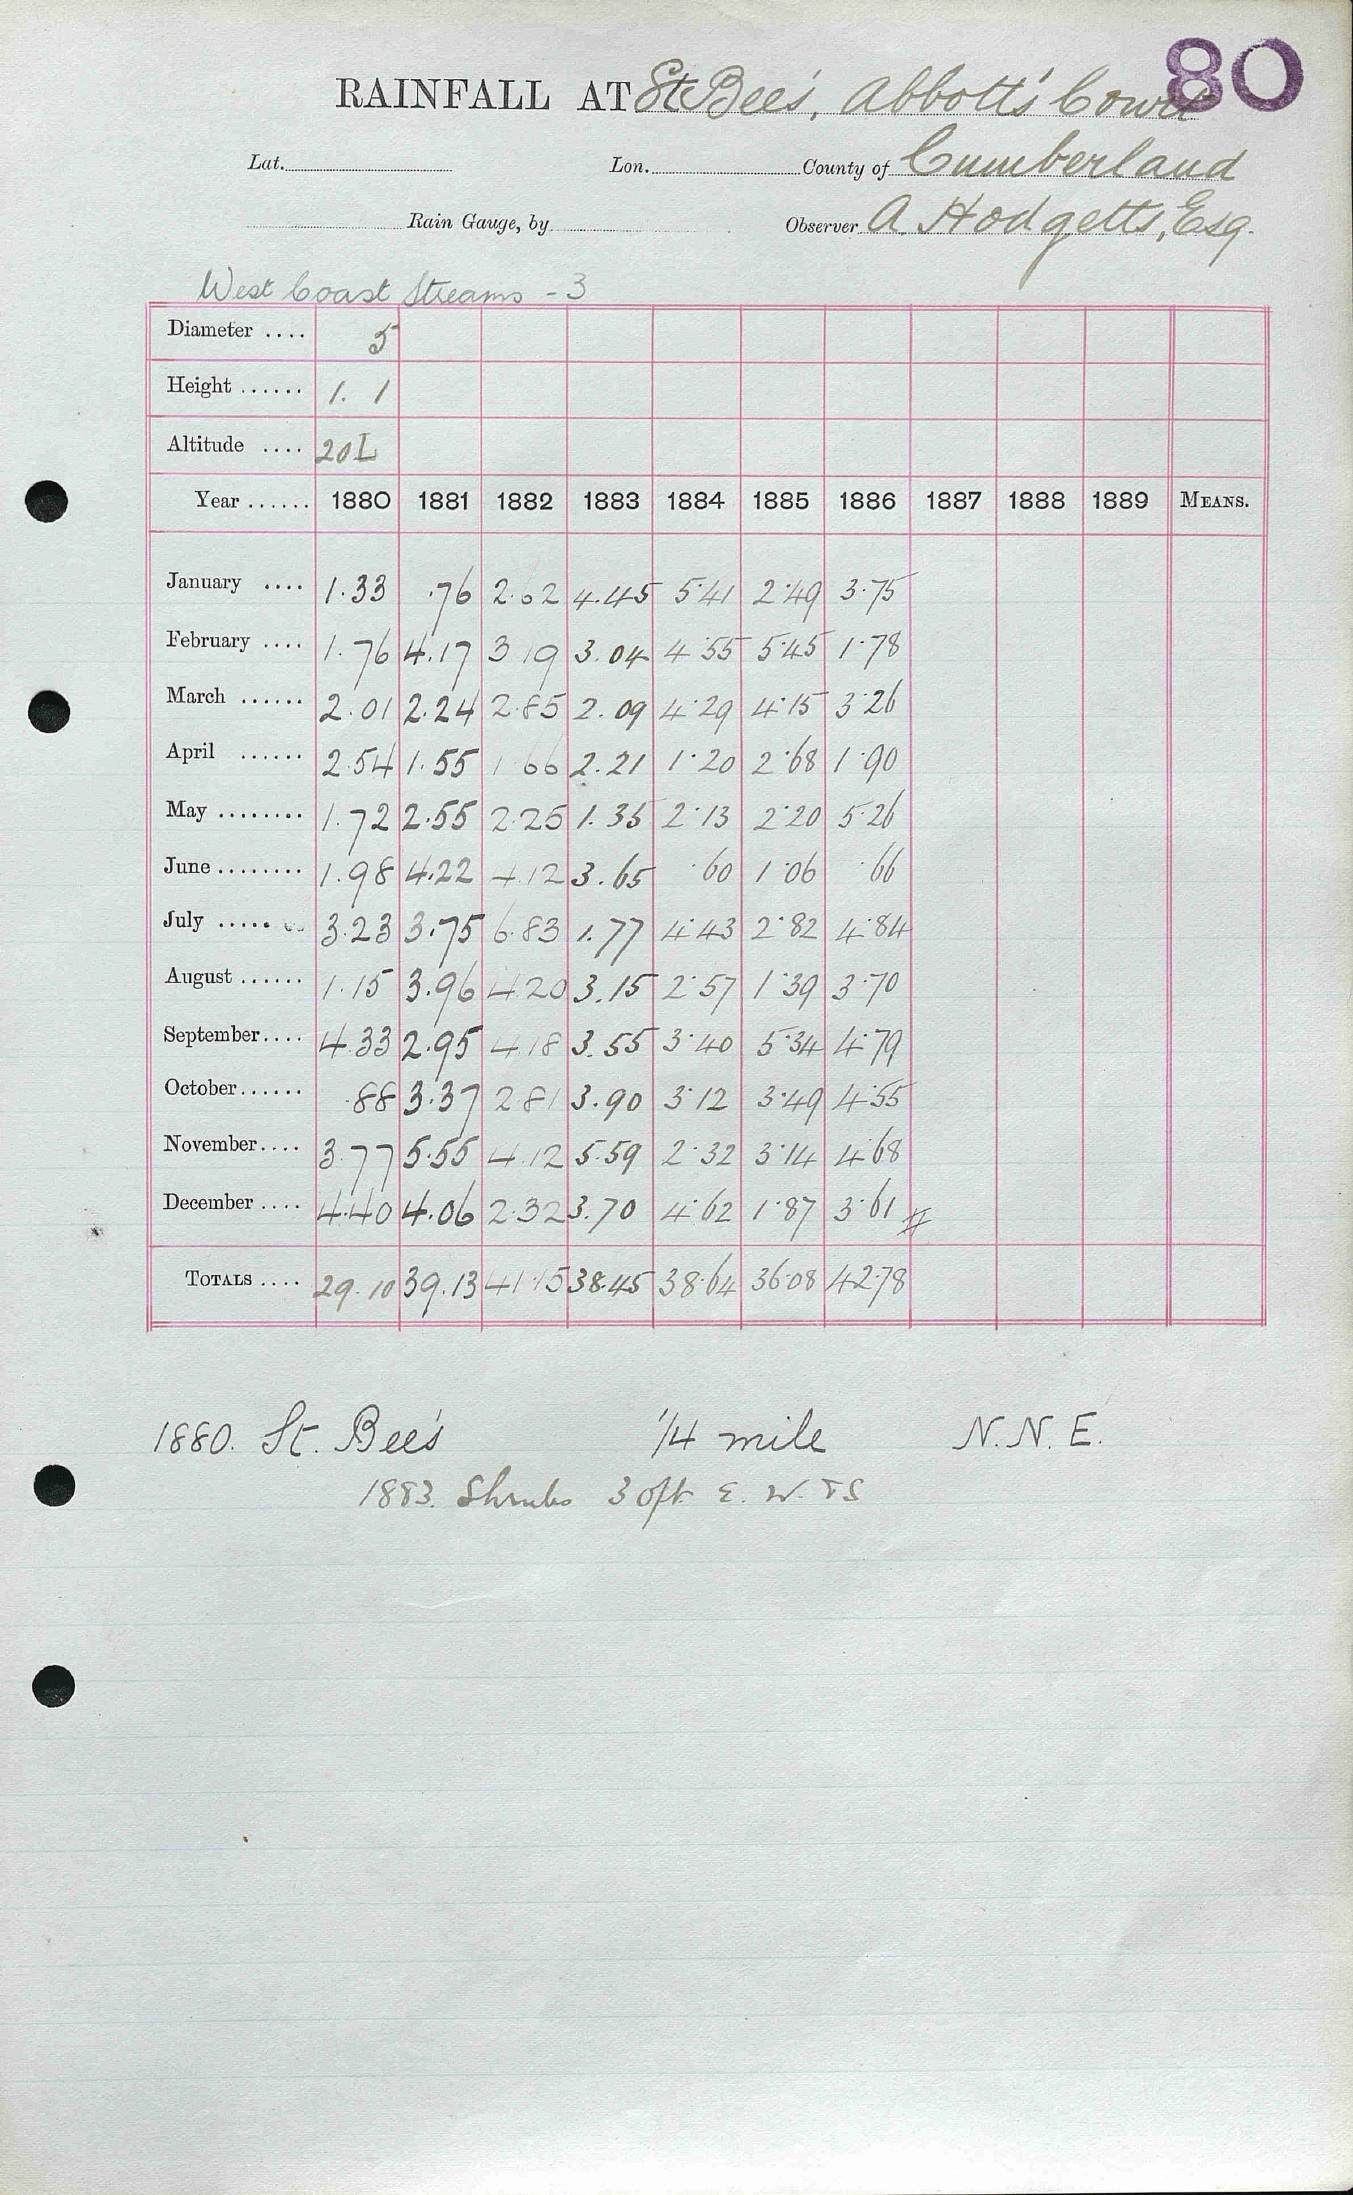 80
RAINFALL AT St Bee's, Abbott's Court
Lat. Lon. County of Cumberland
Rain Gauge, by Observer A. Hodgetts, Esq.
West Coast Streams - 3
Diameter .... 5
Height ...... 1. 1
Altitude .... 20L
Year ...... 1880 1881 1882 1883 1884 1885 1886 1887 1888 1889 MEANS.
January .... 1.33 .76 2.62 4.45 5.41 2.49 3.75
February .... 1.76 4.17 3 19 3.04 4.55 5.45 1.78
March ...... 2.01 2.24 2.85 2.09 4.29 4.15 3.26
April ...... 2.54 1.55 1 66 2.21 1.20 2.68 1.90
May ........ 1.72 2.55 2.25 1.35 2.13 2.20 5.26
June ........ 1.98 4.22 4.12 3.65 .60 1.06 .66
July ..... 3.23 3.75 6.83 1.77 4.43 2.82 4.84
August ...... 1.15 3.96 4.20 3.15 2.57 1.39 3.70
September.... 4.33 2.95 4.18 3.55 3.40 5.34 4.79
October...... .88 3.37 2.81 3.90 3.12 3.49 4.55
November.... 3.77 5.55 4.12 5.59 2.32 3.14 4.68
December .... 4.40 4.06 2.32 3.70 4.62 1.87 3.61 #
TOTALS .... 29.10 39.13 41.15 38.45 38.64 36.08 42.78
1880. St. Bee's 1/4 mile N. N. E.
1883. Shrubs 30ft E. W. & S